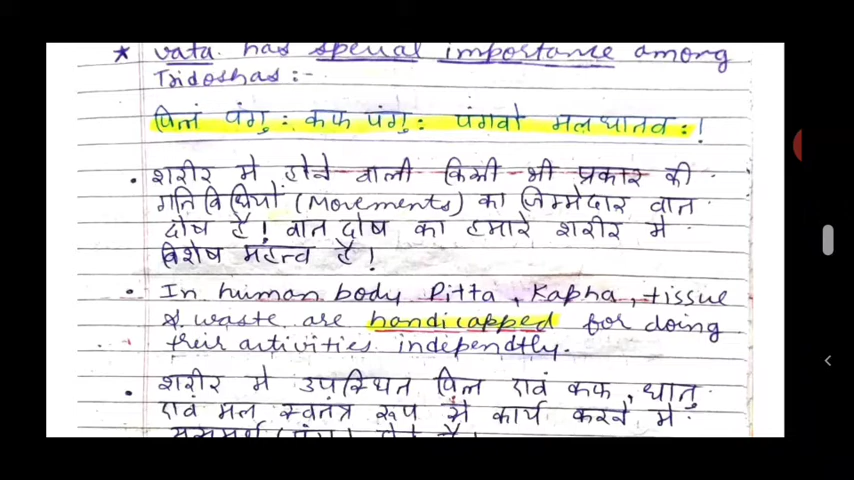 * vata has special importance among
Tridoshas :-
पित्तं पंगु: कफ पंगु: पंगवो मलधातव: !
• शरीर मे होने वाली किसी भी प्रकार की
गतिविधियो (Movements) का जिम्मेदार वात
दोष है! वात दोष का हमारे शरीर मे
विशेष महत्व है!
• In human body Pitta, Kapha, tissue
& waste are handicapped for doing
their activities independtly.
• शरीर मे उपस्थित पित्त एवं कफ, धातु
एवं मल स्वतंत्र रूप से कार्य करने मे